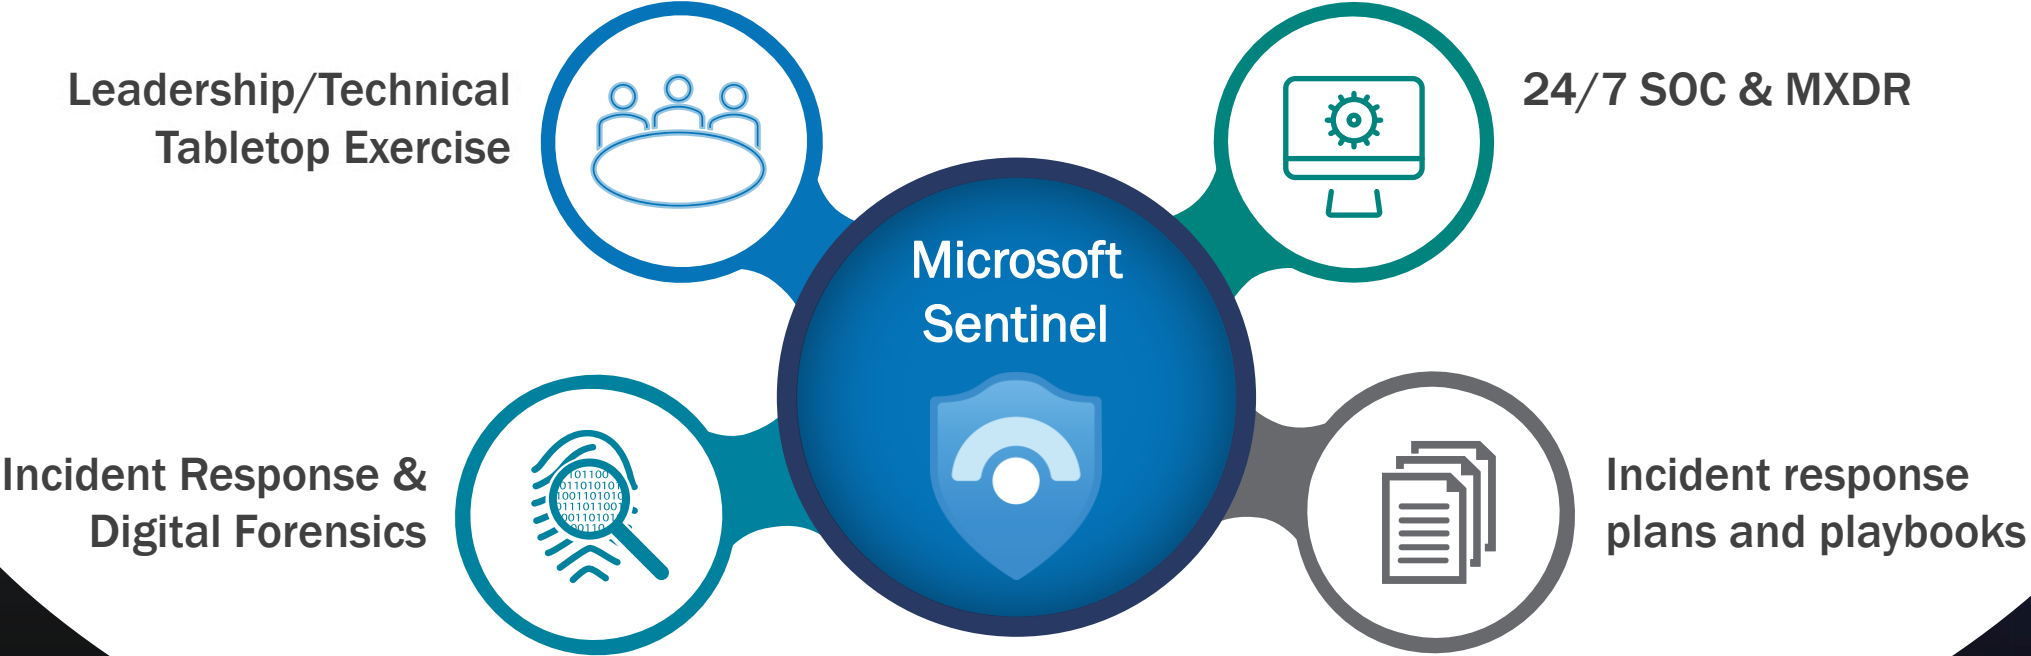 Leadership/Technical
Tabletop Exercise
24/7 SOC & MXDR
Microsoft
Sentinel
Incident Response &
Digital Forensics
Incident response
plans and playbooks